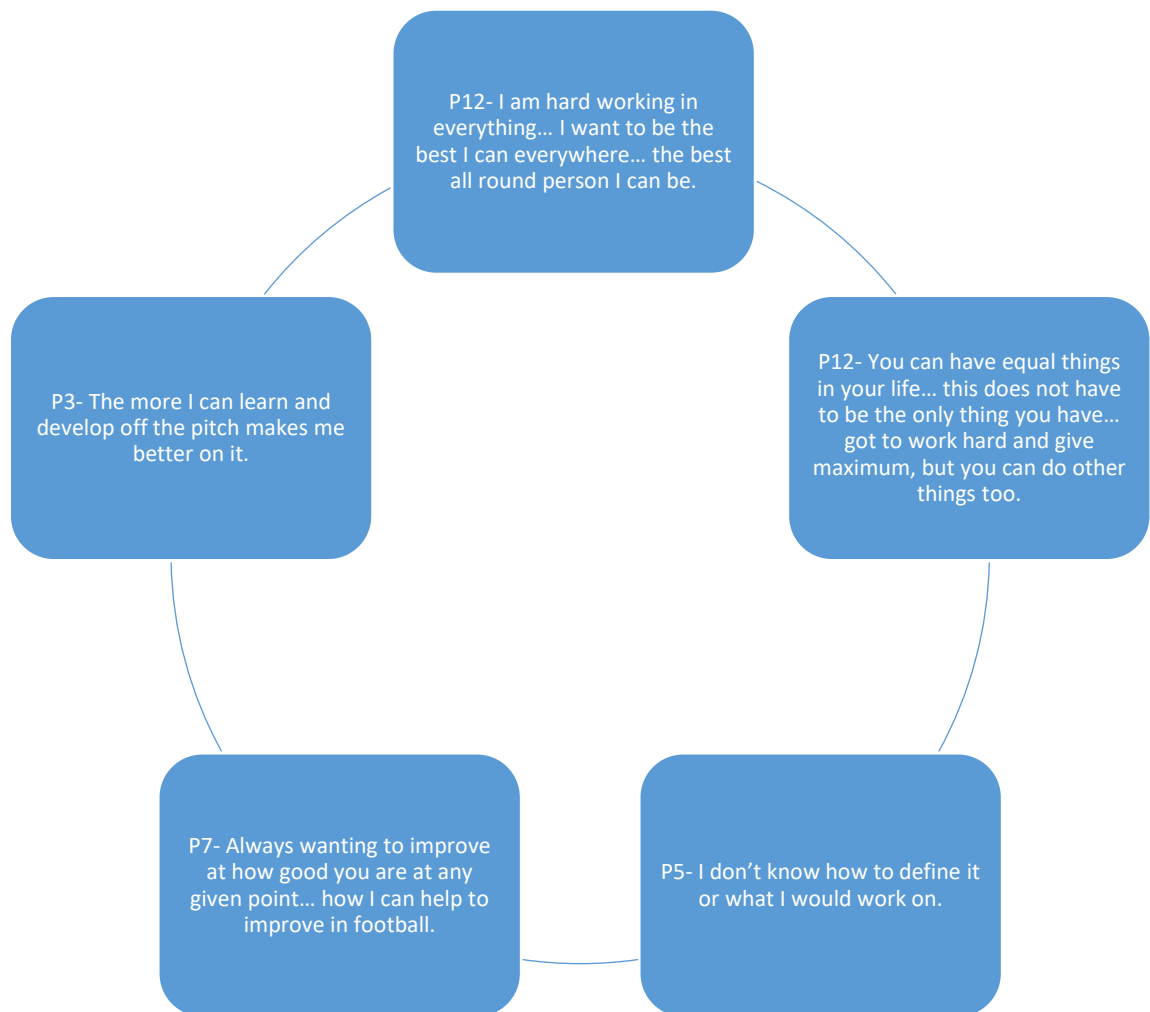 P12- I am hard working in
everything… I want to be the
best I can everywhere… the best
all round person I can be.
P12- You can have equal things
in your life… this does not have
to be the only thing you have…
got to work hard and give
maximum, but you can do other
things too.
P5- I don’t know how to define it
or what I would work on.
P7- Always wanting to improve
at how good you are at any
given point… how I can help to
improve in football.
P3- The more I can learn and
develop off the pitch makes me
better on it.